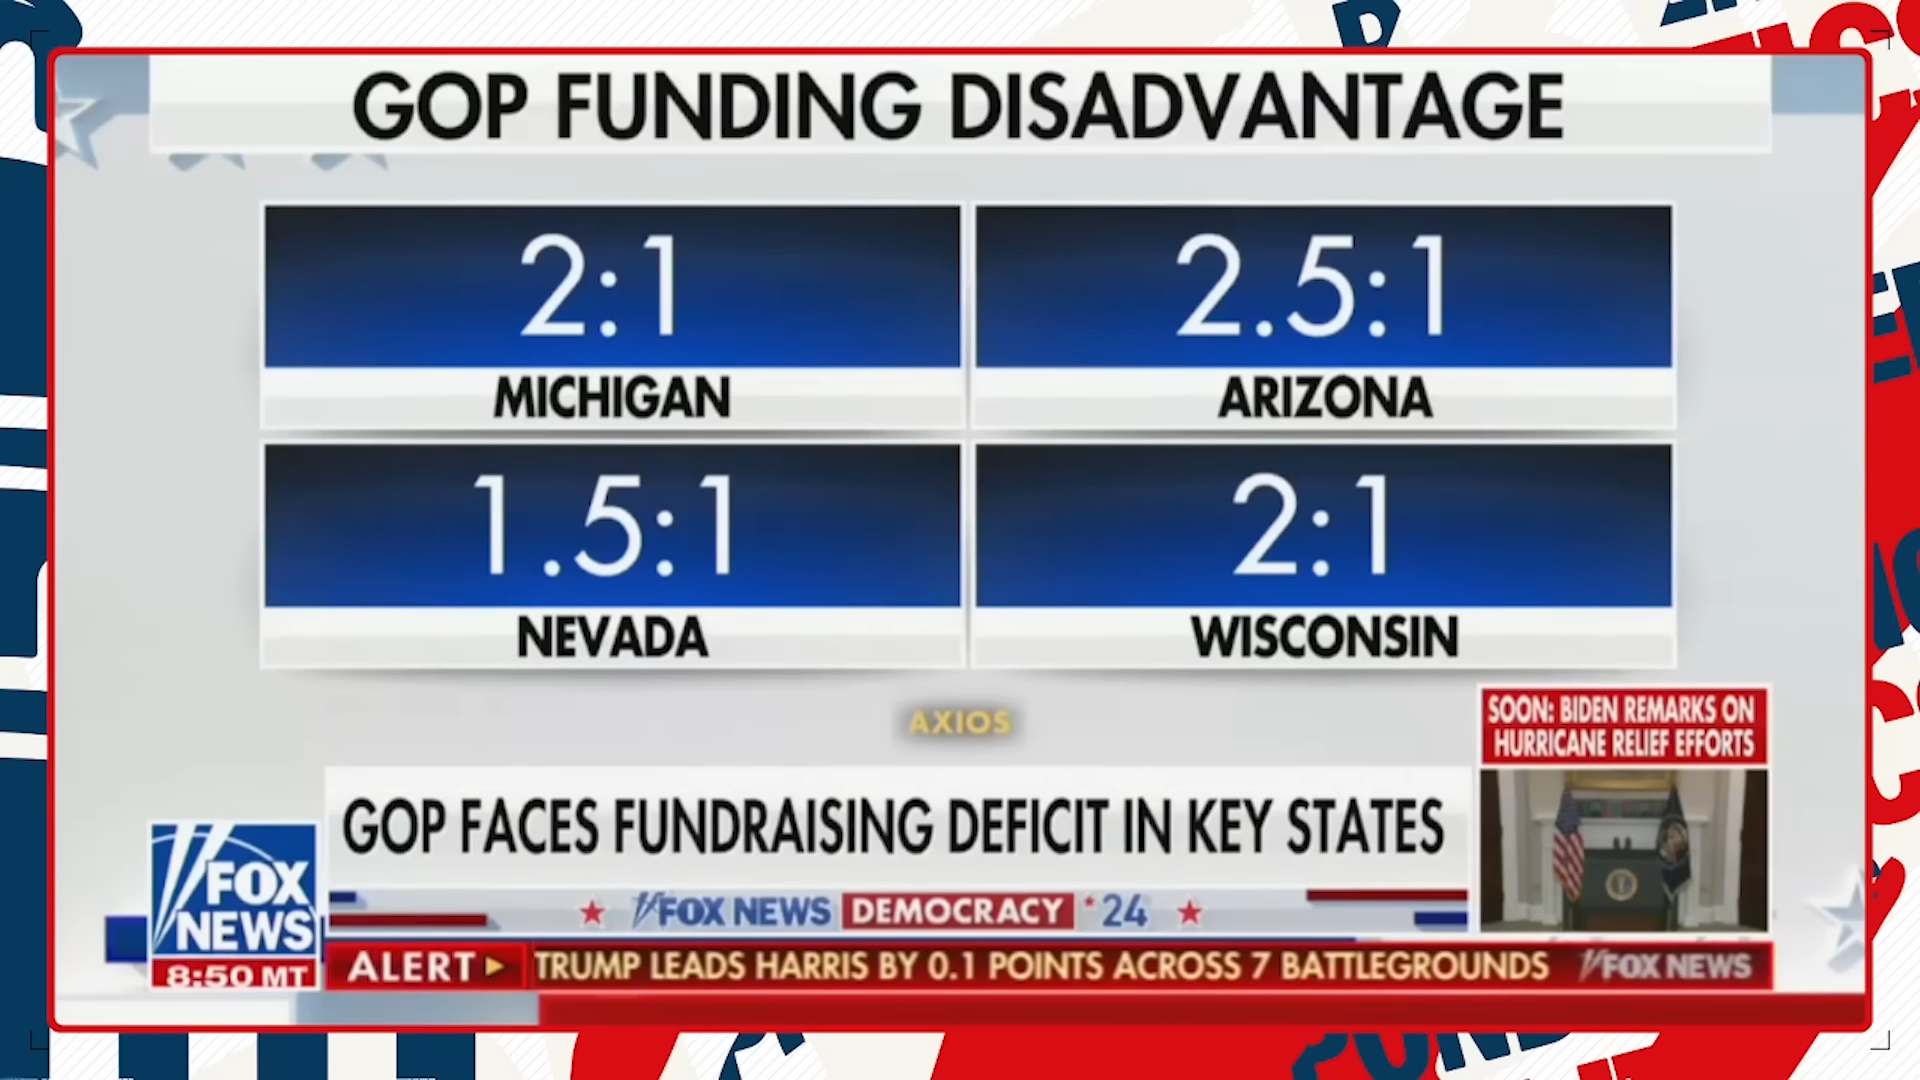 GOP FUNDING DISADVANTAGE
2:1
MICHIGAN
2.5:1
ARIZONA
1.5:1
NEVADA
2:1
WISCONSIN
AXIOS
SOON: BIDEN REMARKS ON
HURRICANE RELIEF EFFORTS
GOP FACES FUNDRAISING DEFICIT IN KEY STATES
FOX
NEWS
FOX NEWS DEMOCRACY *24
8:50 MT
ALERT TRUMP LEADS HARRIS BY 0.1 POINTS ACROSS 7 BATTLEGROUNDS FOX NEWS